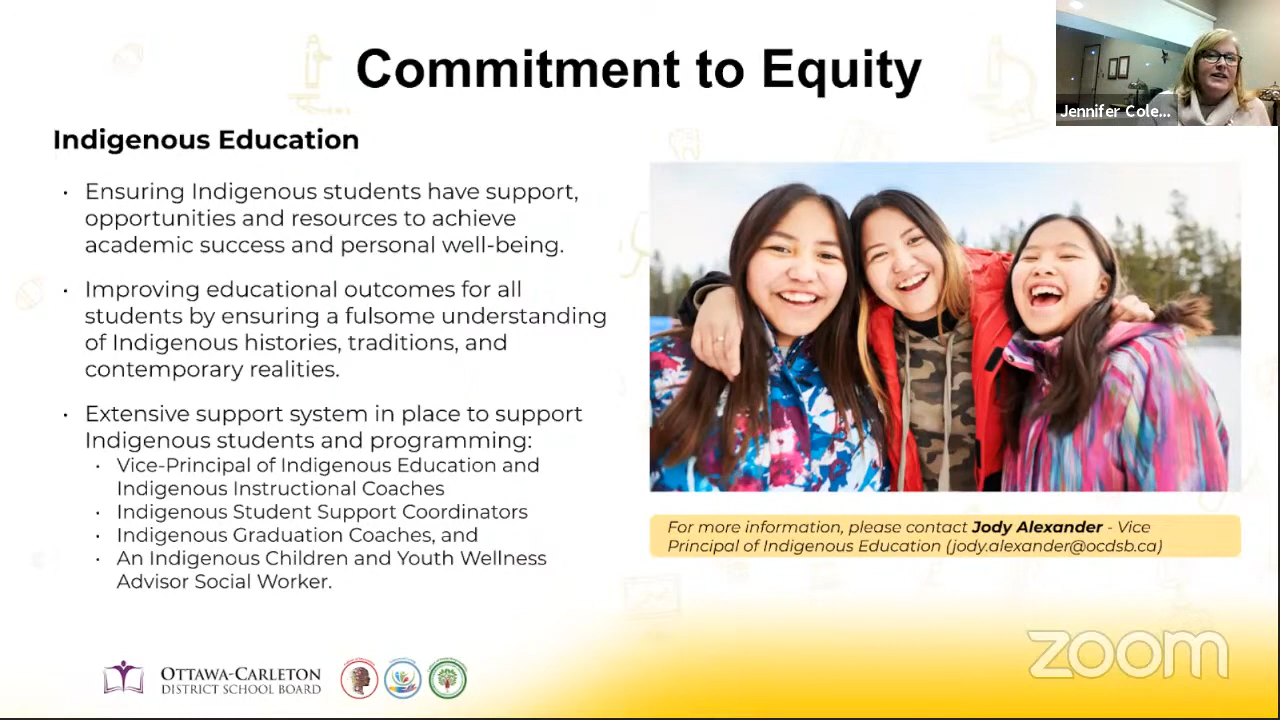 Commitment to Equity
Jennifer Cole...
Indigenous Education
• Ensuring Indigenous students have support,
opportunities and resources to achieve
academic success and personal well-being.
• Improving educational outcomes for all
students by ensuring a fulsome understanding
of Indigenous histories, traditions, and
contemporary realities.
• Extensive support system in place to support
Indigenous students and programming:
• Vice-Principal of Indigenous Education and
Indigenous Instructional Coaches
• Indigenous Student Support Coordinators
• Indigenous Graduation Coaches, and
• An Indigenous Children and Youth Wellness
Advisor Social Worker.
For more information, please contact Jody Alexander - Vice
Principal of Indigenous Education (jody.alexander@ocdsb.ca)
OTTAWA-CARLETON
DISTRICT SCHOOL BOARD
zoom